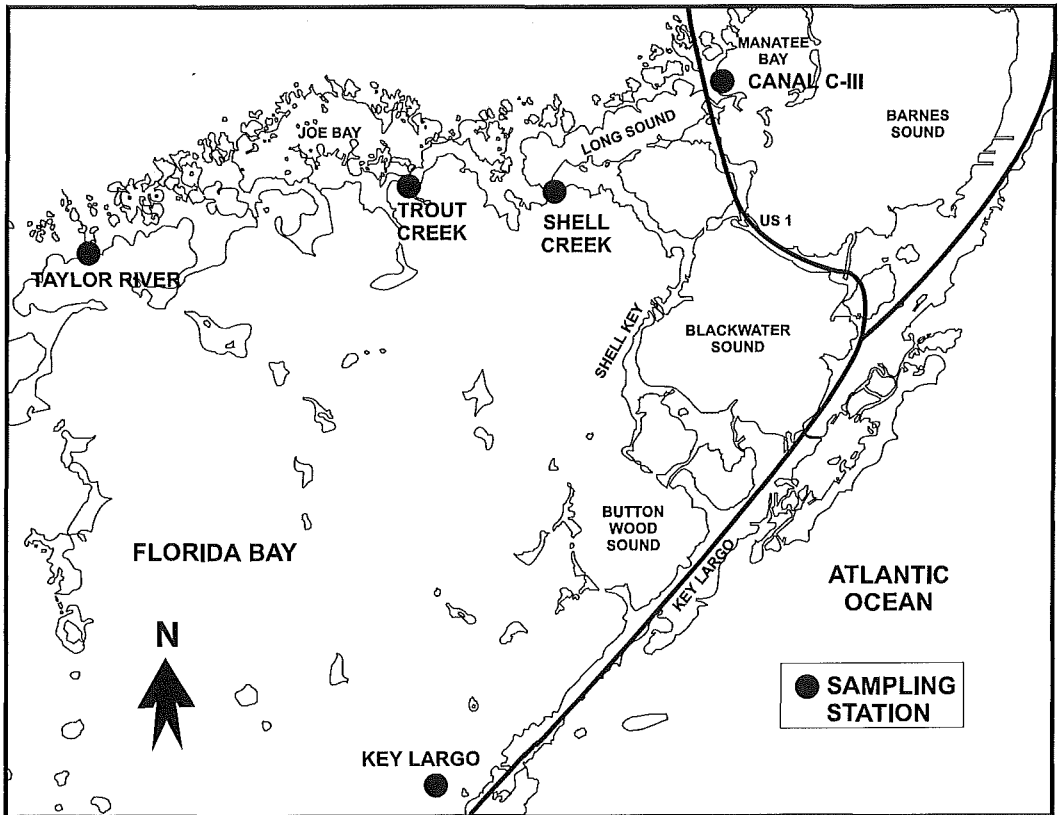 MANATEE
BAY
CANAL C-III
BARNES
SOUND
JOE BAY
LONG SOUND
TROUT
CREEK
SHELL
CREEK
US 1
TAYLOR RIVER
SHELL KEY
BLACKWATER
SOUND
BUTTON
WOOD
SOUND
FLORIDA BAY
KEY LARGO
ATLANTIC
OCEAN
N
SAMPLING
STATION
KEY LARGO